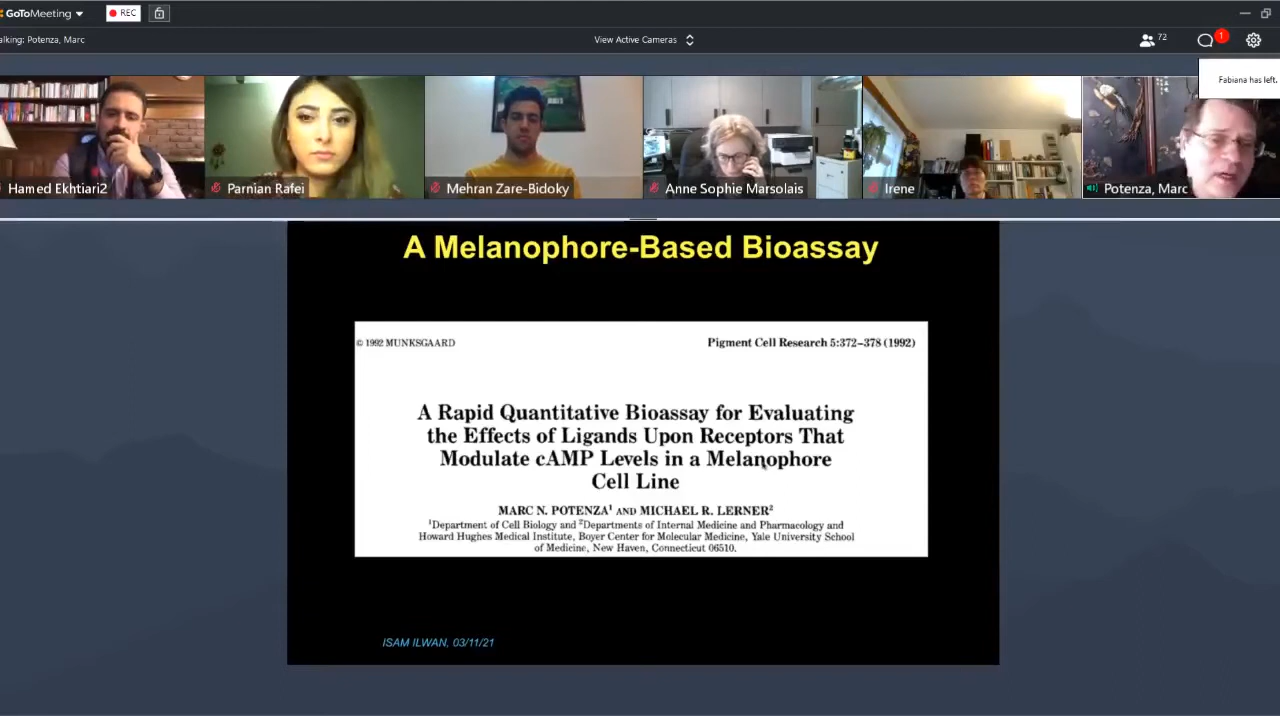 GoToMeeting
REC
alking: Potenza, Marc
View Active Cameras
72
1
Fabiana has left.
Hamed Ekhtiari2
Parnian Rafei
Mehran Zare-Bidoky
Anne Sophie Marsolais
Irene
Potenza, Marc
A Melanophore-Based Bioassay
© 1992 MUNKSGAARD
Pigment Cell Research 5:372–378 (1992)
A Rapid Quantitative Bioassay for Evaluating
the Effects of Ligands Upon Receptors That
Modulate cAMP Levels in a Melanophore
Cell Line
MARC N. POTENZA¹ AND MICHAEL R. LERNER²
¹Department of Cell Biology and ²Departments of Internal Medicine and Pharmacology and
Howard Hughes Medical Institute, Boyer Center for Molecular Medicine, Yale University School
of Medicine, New Haven, Connecticut 06510.
ISAM ILWAN, 03/11/21